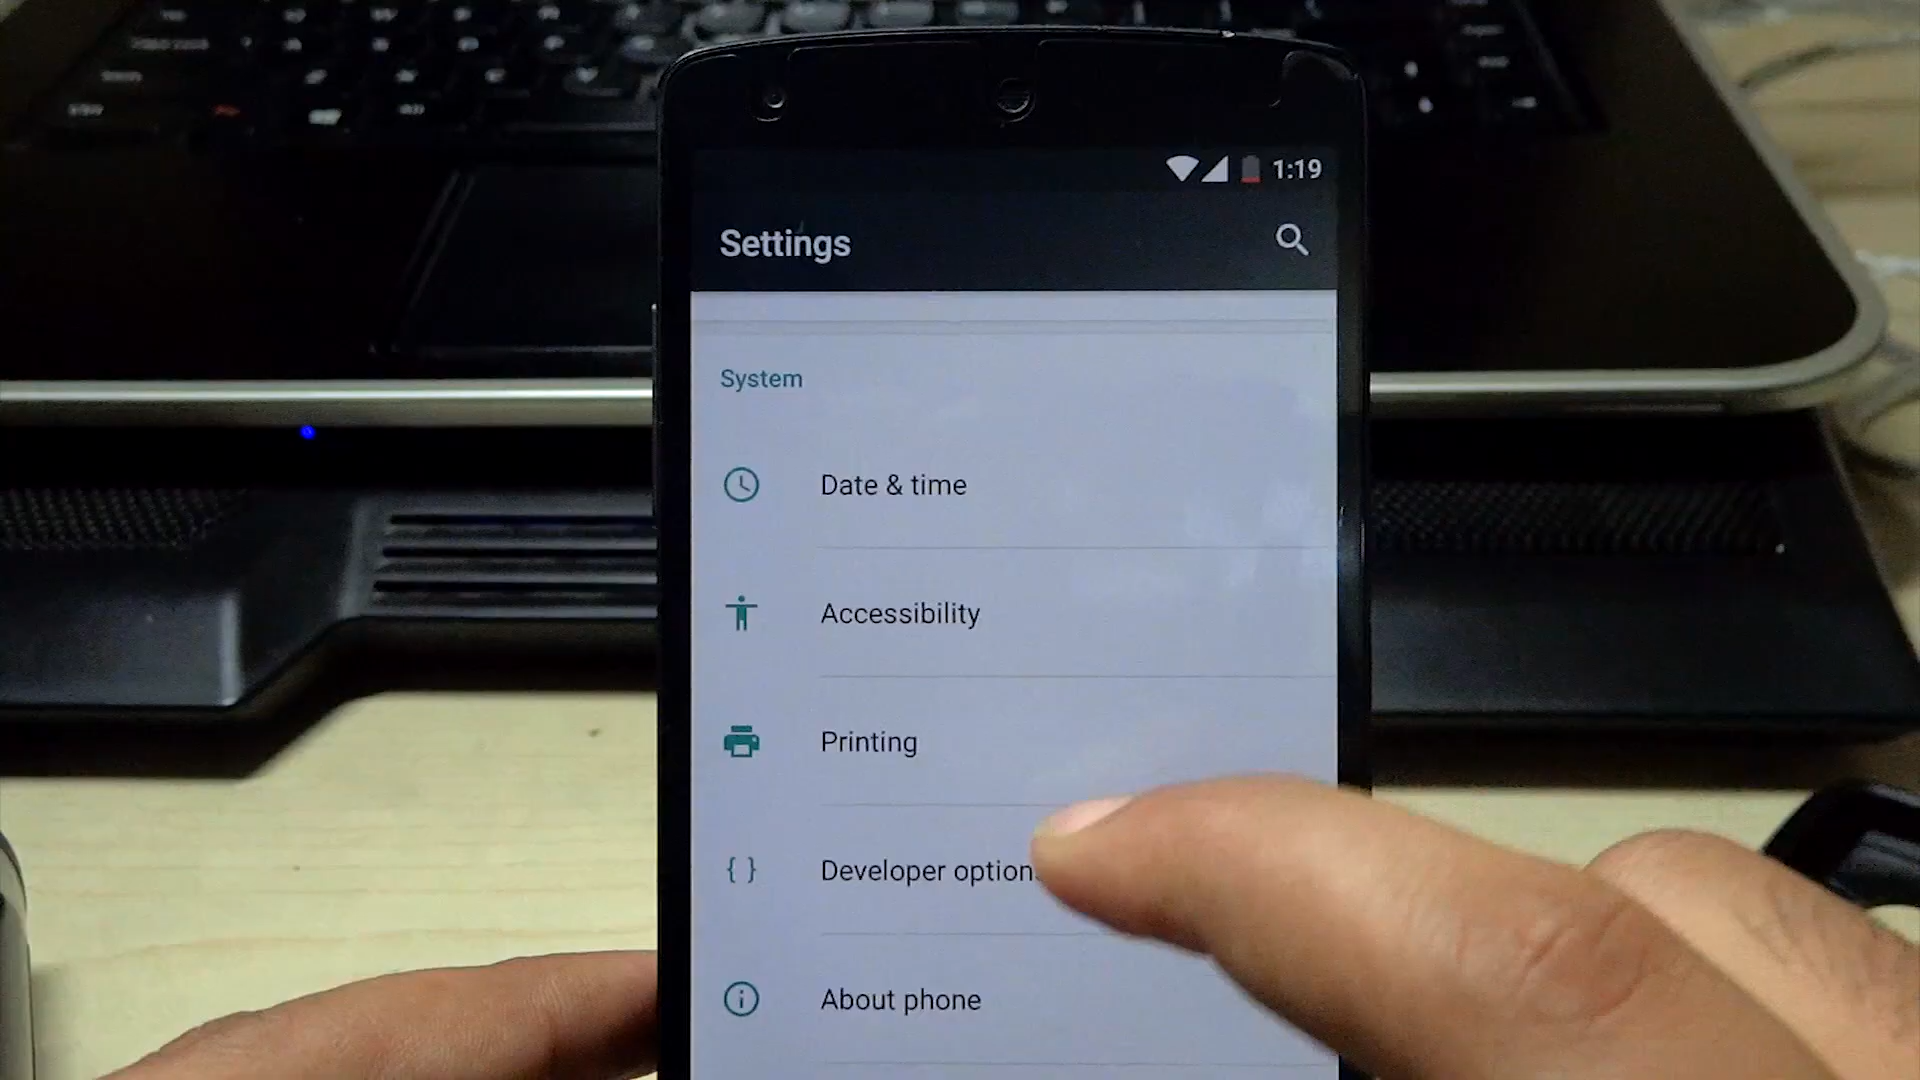 1:19
Settings
System
Date & time
Accessibility
Printing
Developer option
About phone